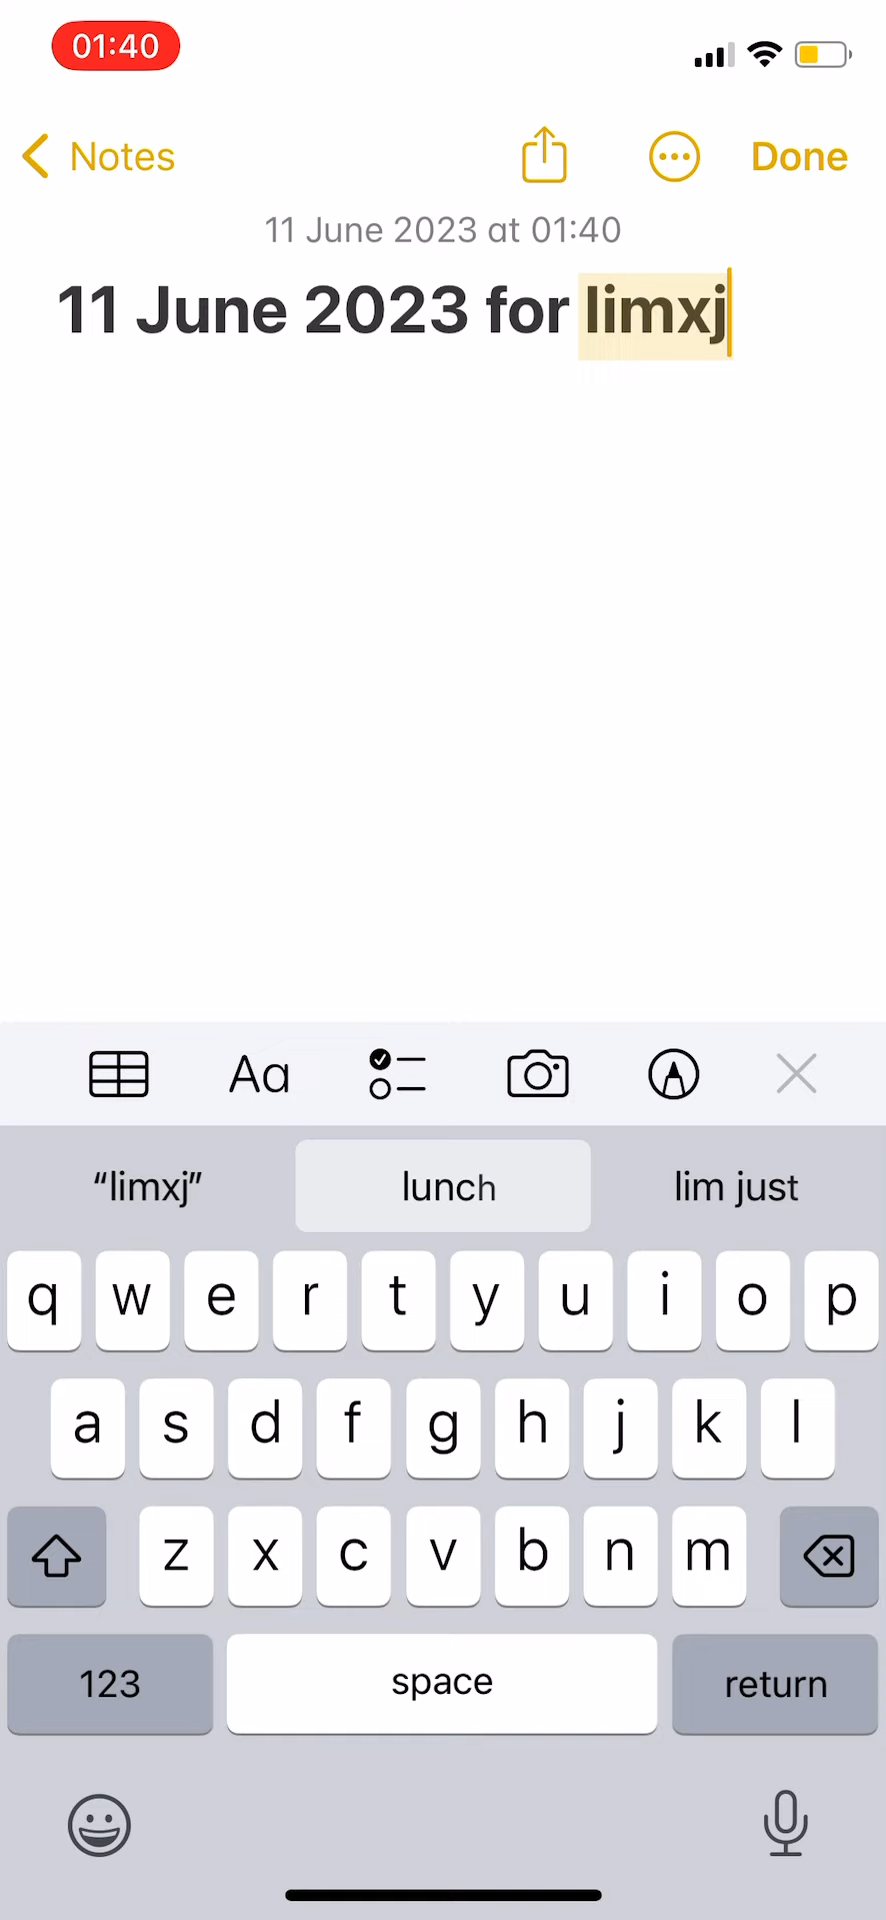 01:40
Notes Done
11 June 2023 at 01:40
11 June 2023 for limxj
Aa
“limxj” lunch lim just
q w e r t y u i o p
a s d f g h j k l
z x c v b n m
123 space return